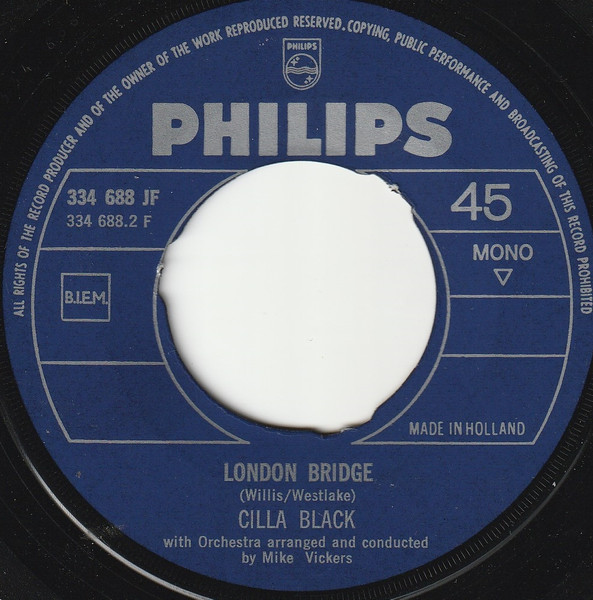 ALL RIGHTS OF THE RECORD PRODUCER AND OF THE OWNER OF THE WORK REPRODUCED RESERVED. COPYING, PUBLIC PERFORMANCE AND BROADCASTING OF THIS RECORD PROHIBITED
PHILIPS
PHILIPS
334 688 JF
334 688.2 F
45
MONO
B.I.E.M.
MADE IN HOLLAND
LONDON BRIDGE
(Willis/Westlake)
CILLA BLACK
with Orchestra arranged and conducted
by Mike Vickers